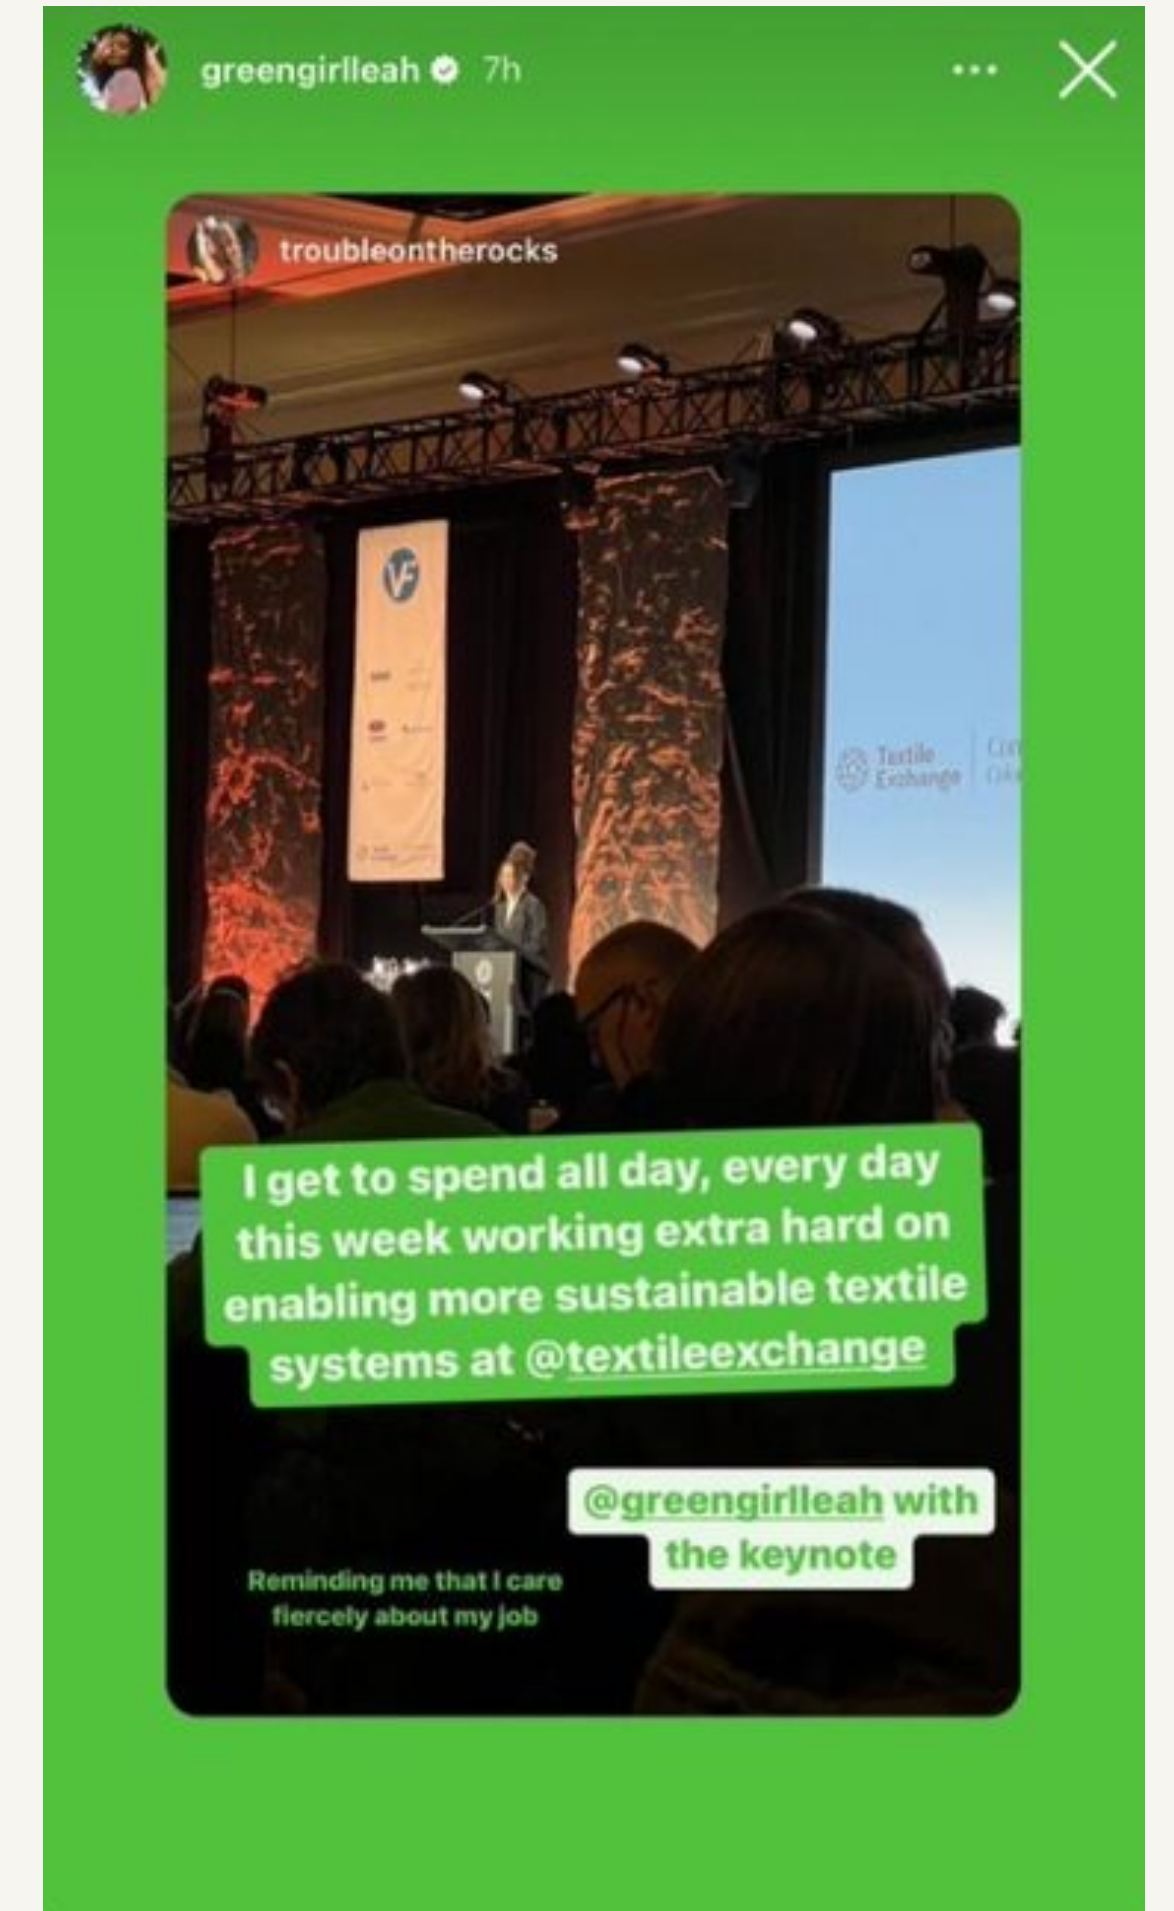 greengirlleah 7h
troubleontherocks
VF
Textile
Exchange
I get to spend all day, every day
this week working extra hard on
enabling more sustainable textile
systems at @textileexchange
@greengirlleah with
the keynote
Reminding me that I care
fiercely about my job